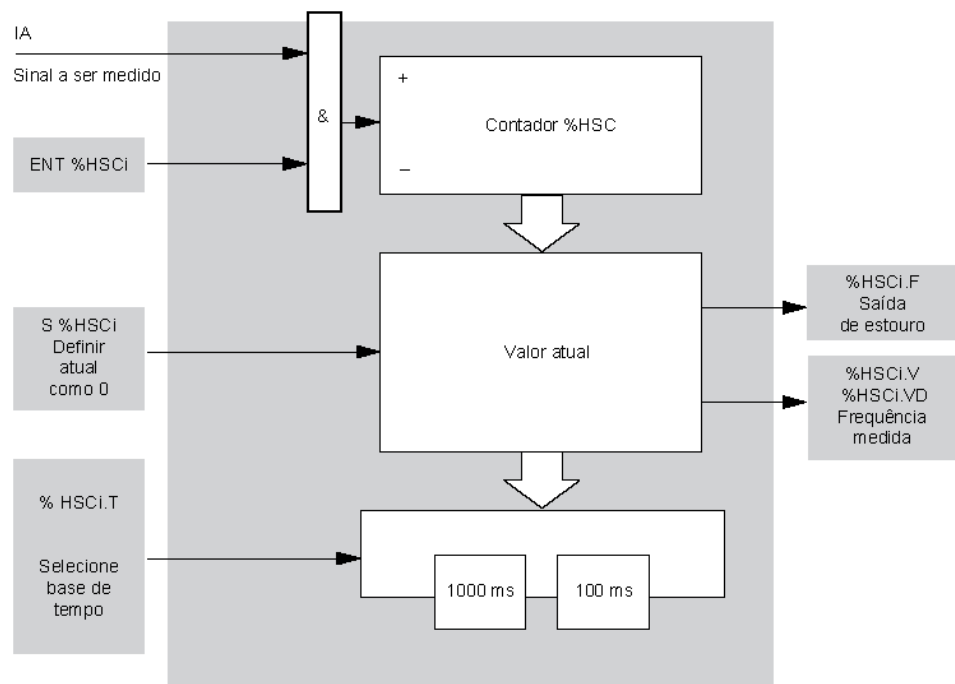 IA
Sinal a ser medido
ENT %HSCi
&
+
Contador %HSC
–
S %HSCi
Definir
atual
como 0
Valor atual
%HSCi.F
Saída
de estouro
%HSCi.V
%HSCi.VD
Frequência
medida
% HSCi.T
Selecione
base de
tempo
1000 ms
100 ms